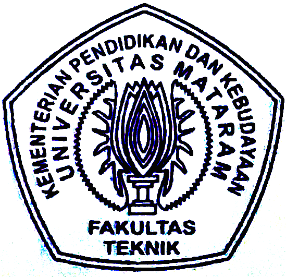 KEMENTERIAN PENDIDIKAN DAN KEBUDAYAAN
UNIVERSITAS MATARAM
FAKULTAS
TEKNIK